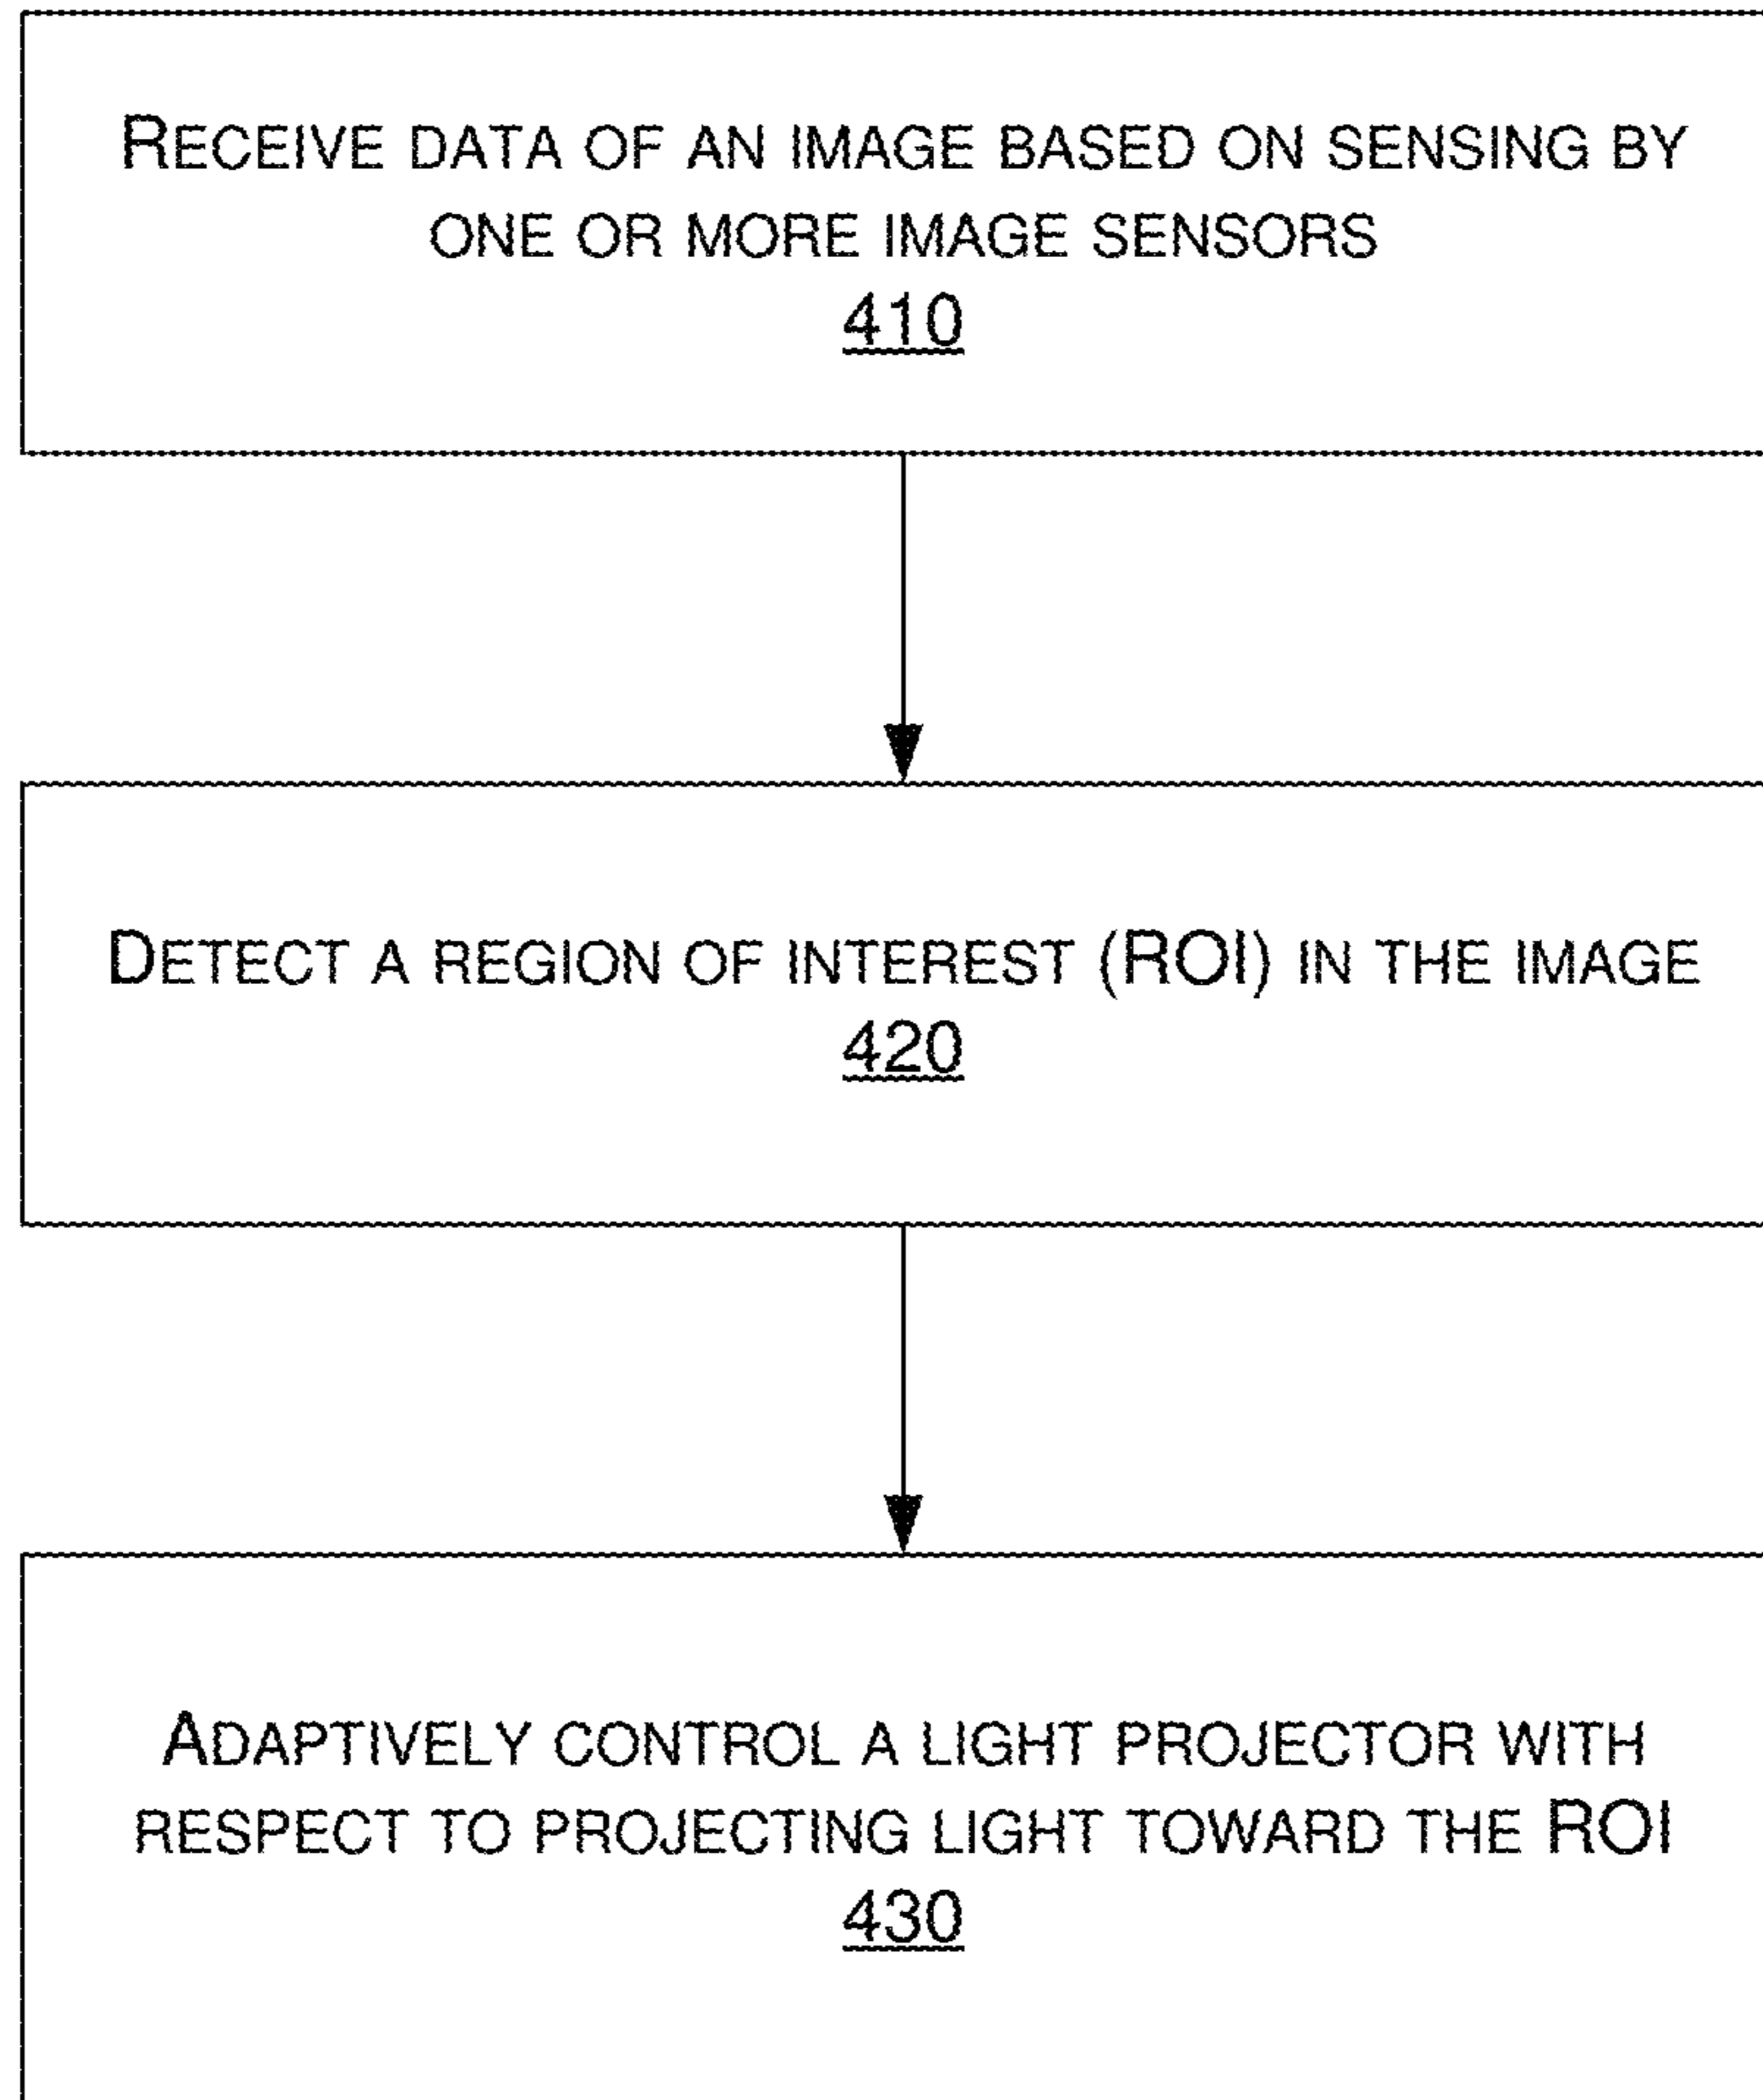 RECEIVE DATA OF AN IMAGE BASED ON SENSING BY
ONE OR MORE IMAGE SENSORS
410
DETECT A REGION OF INTEREST (ROI) IN THE IMAGE
420
ADAPTIVELY CONTROL A LIGHT PROJECTOR WITH
RESPECT TO PROJECTING LIGHT TOWARD THE ROI
430